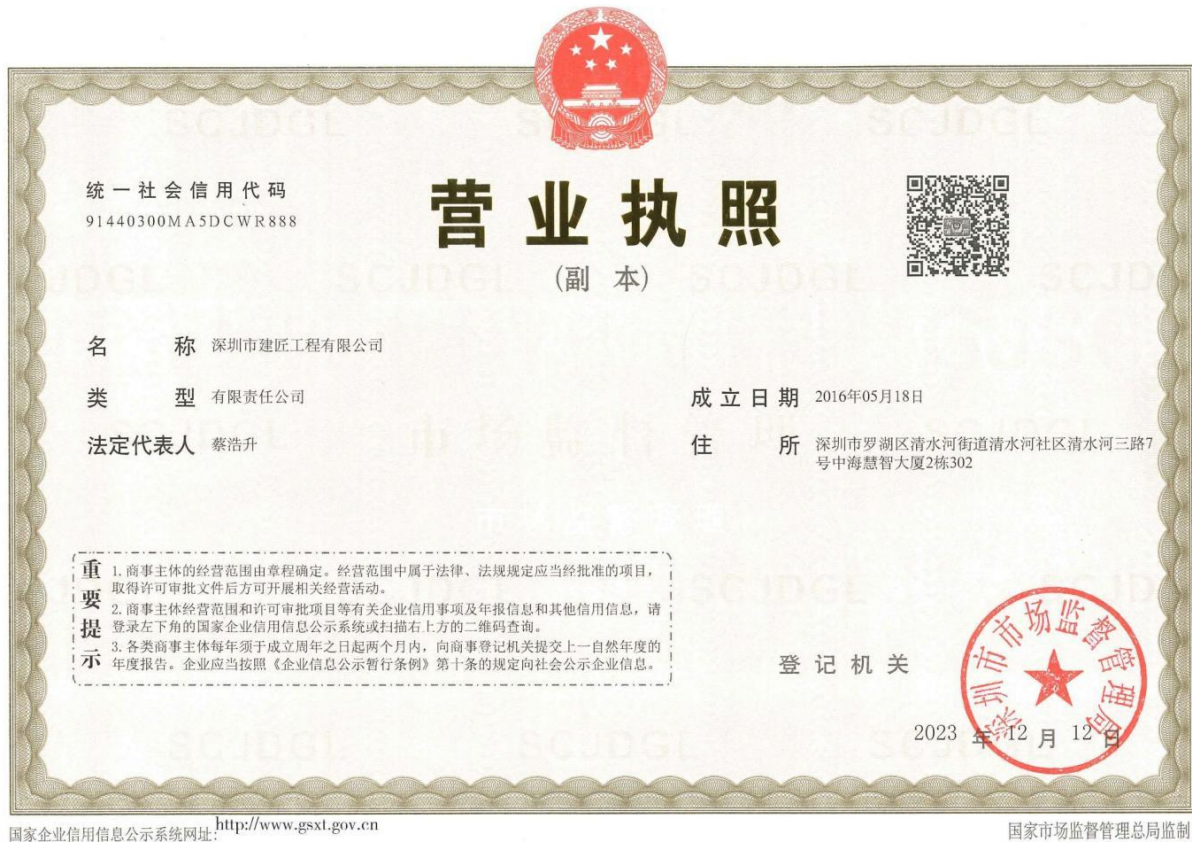 统一社会信用代码
91440300MA5DCWR888
营业执照
(副 本)
名 称 深圳市建匠工程有限公司
类 型 有限责任公司
成立日期 2016年05月18日
法定代表人 蔡浩升
住 所 深圳市罗湖区清水河街道清水河社区清水河三路7
号中海慧智大厦2栋302
重要提示
1. 商事主体的经营范围由章程确定。经营范围中属于法律、法规规定应当经批准的项目，
取得许可审批文件后方可开展相关经营活动。
2. 商事主体经营范围和许可审批项目等有关企业信用事项及年报信息和其他信用信息，请
登录左下角的国家企业信用信息公示系统或扫描右上方的二维码查询。
3. 各类商事主体每年须于成立周年之日起两个月内，向商事登记机关提交上一自然年度的
年度报告。企业应当按照《企业信息公示暂行条例》第十条的规定向社会公示企业信息。
登记机关
深圳市市场监督管理局
2023 年 12 月 12 日
国家企业信用信息公示系统网址: http://www.gsxt.gov.cn
国家市场监督管理总局监制